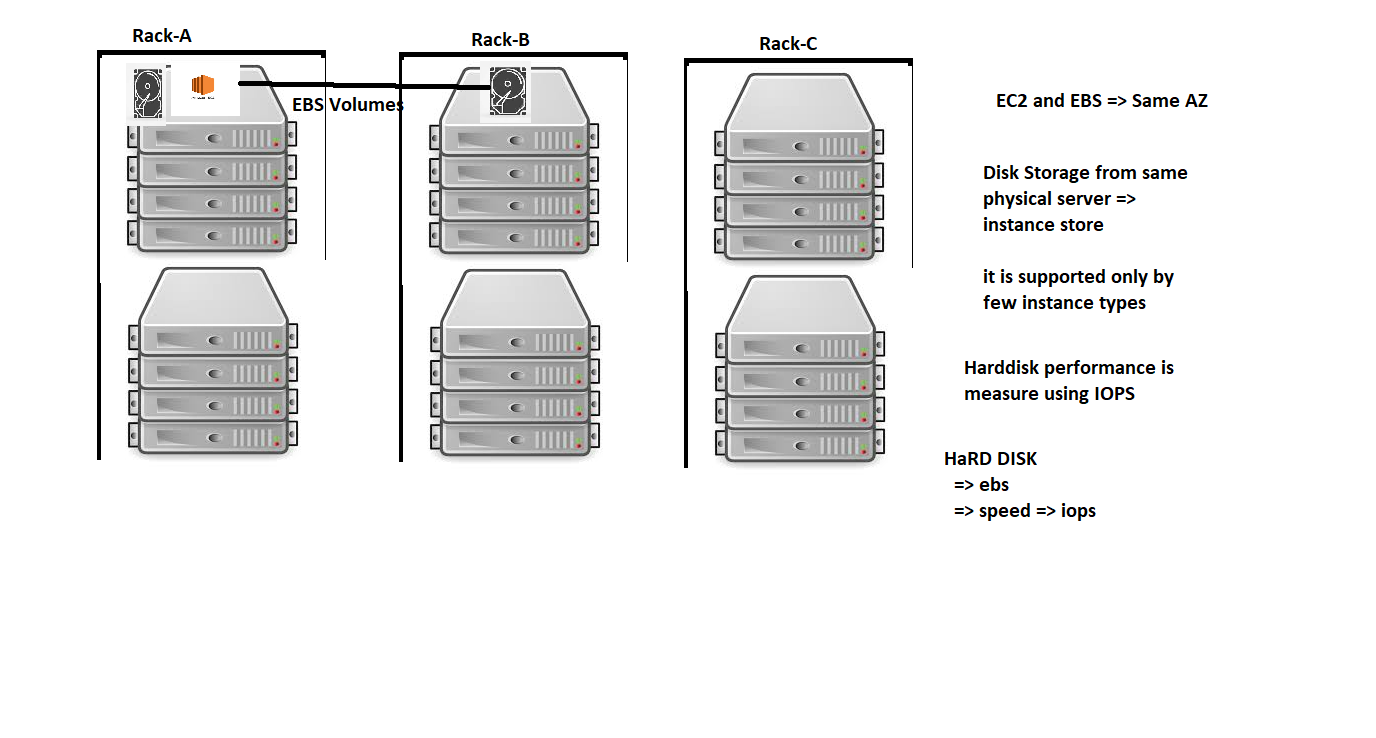 Rack-A
Rack-B
Rack-C
EBS Volumes
EC2 and EBS => Same AZ
Disk Storage from same
physical server =>
instance store
it is supported only by
few instance types
Harddisk performance is
measure using IOPS
HaRD DISK
=> ebs
=> speed => iops